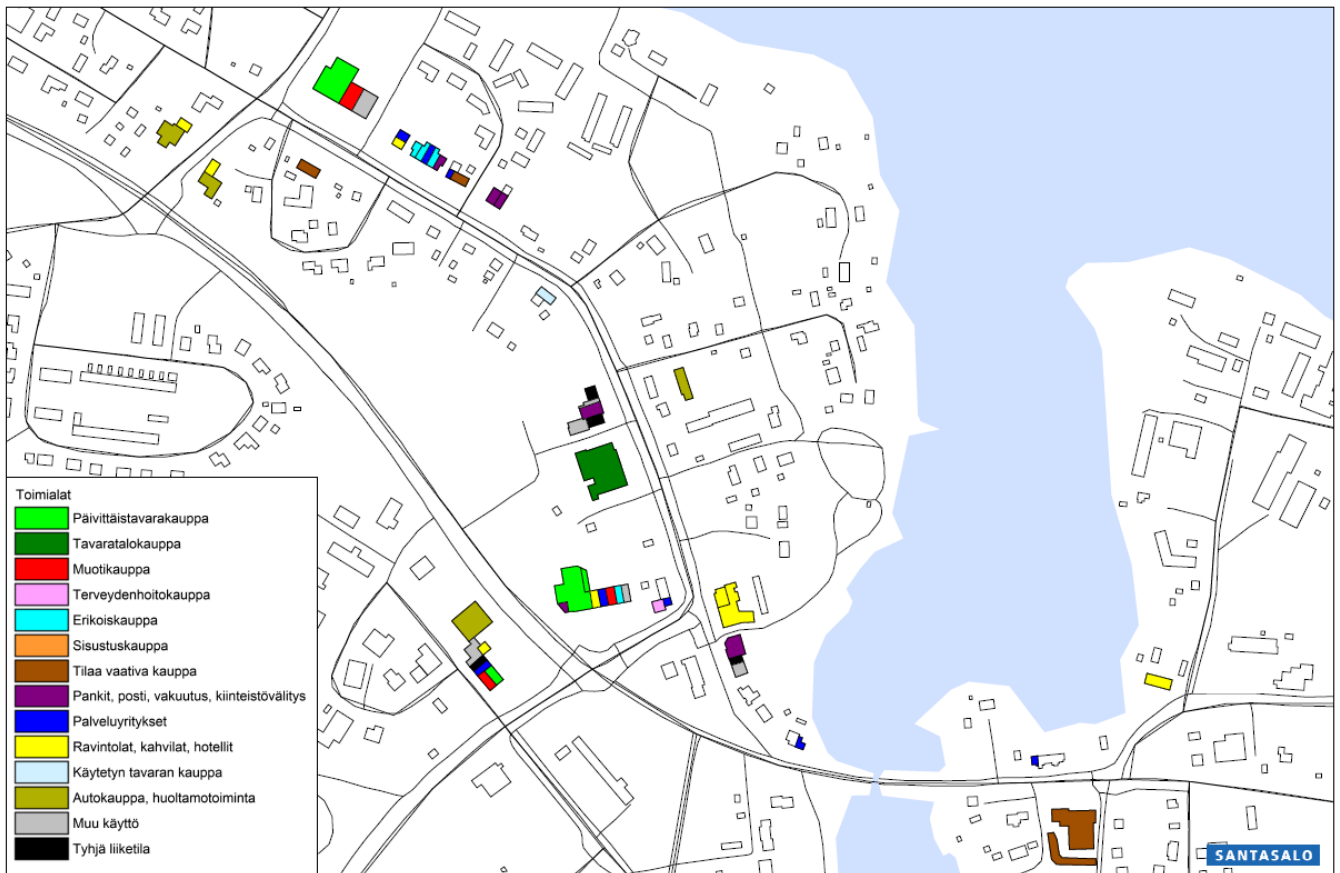 Toimialat
Päivittäistavarakauppa
Tavaratalokauppa
Muotikauppa
Terveydenhoitokauppa
Erikoiskauppa
Sisustuskauppa
Tilaa vaativa kauppa
Pankit, posti, vakuutus, kiinteistövälitys
Palveluyritykset
Ravintolat, kahvilat, hotellit
Käytetyn tavaran kauppa
Autokauppa, huoltamotoiminta
Muu käyttö
Tyhjä liiketila
SANTASALO